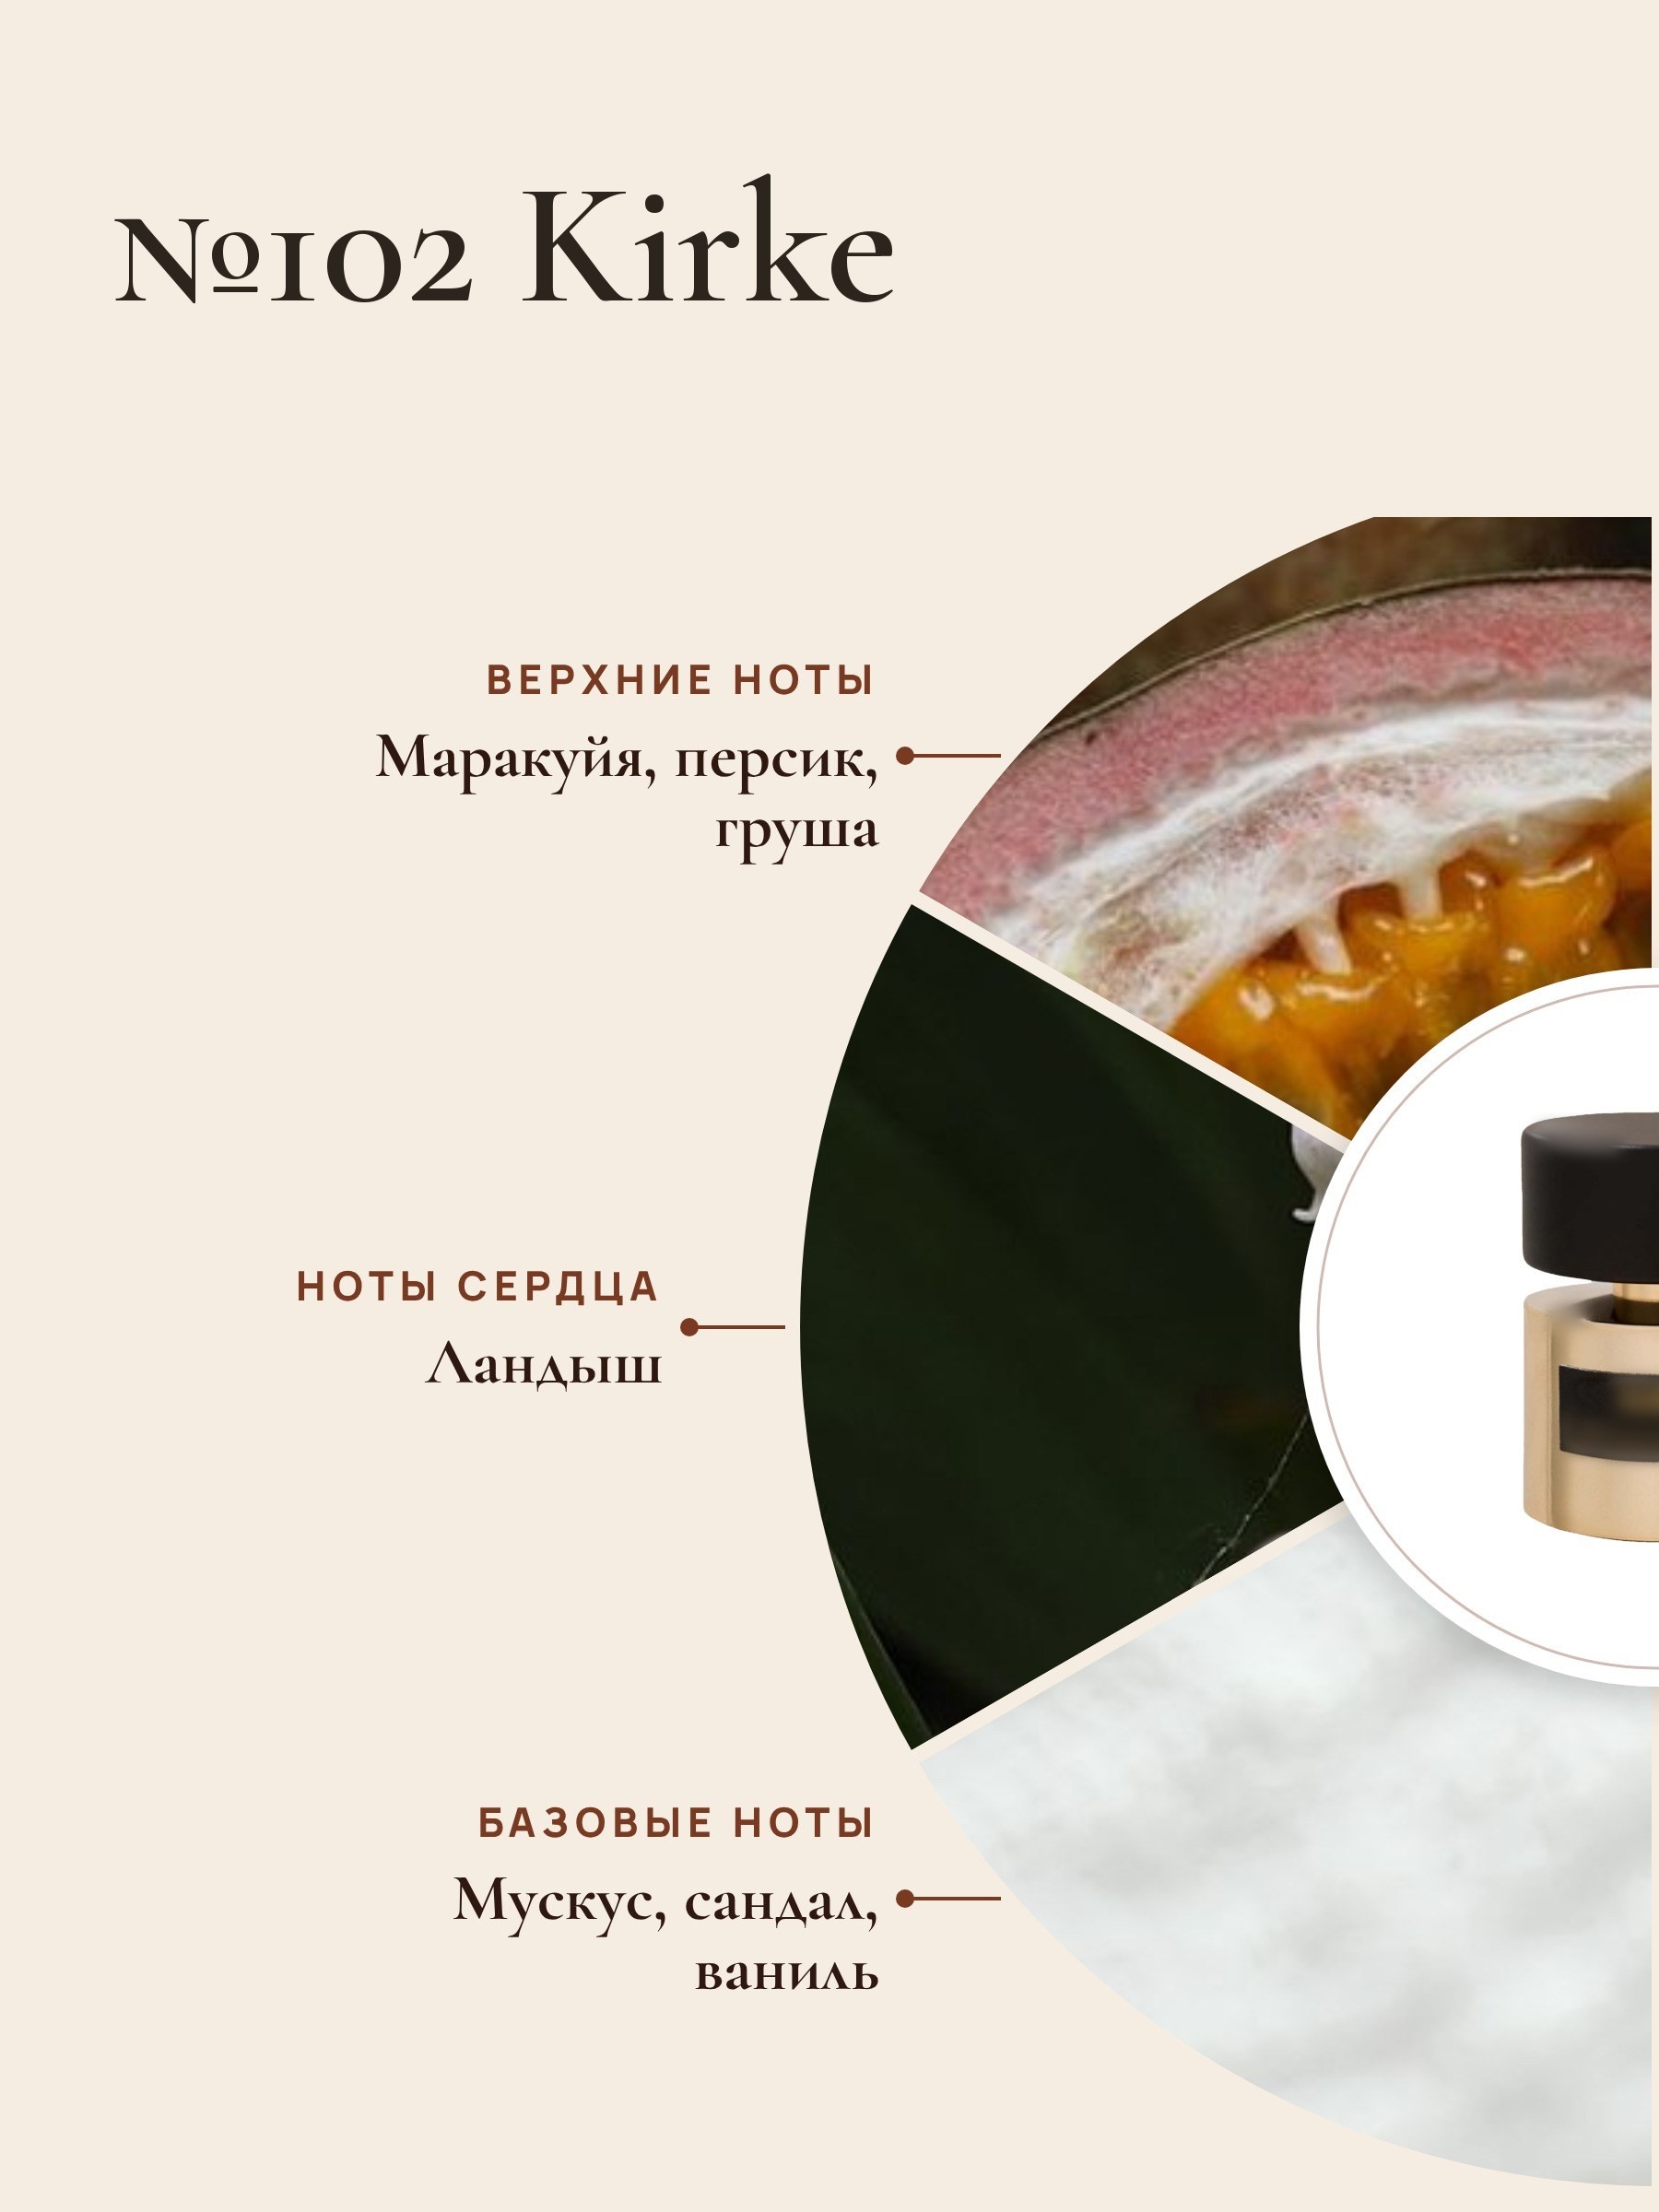 №102 Kirke
ВЕРХНИЕ НОТЫ
Маракуйя, персик,
груша
НОТЫ СЕРДЦА
Ландыш
БАЗОВЫЕ НОТЫ
Мускус, сандал,
ваниль